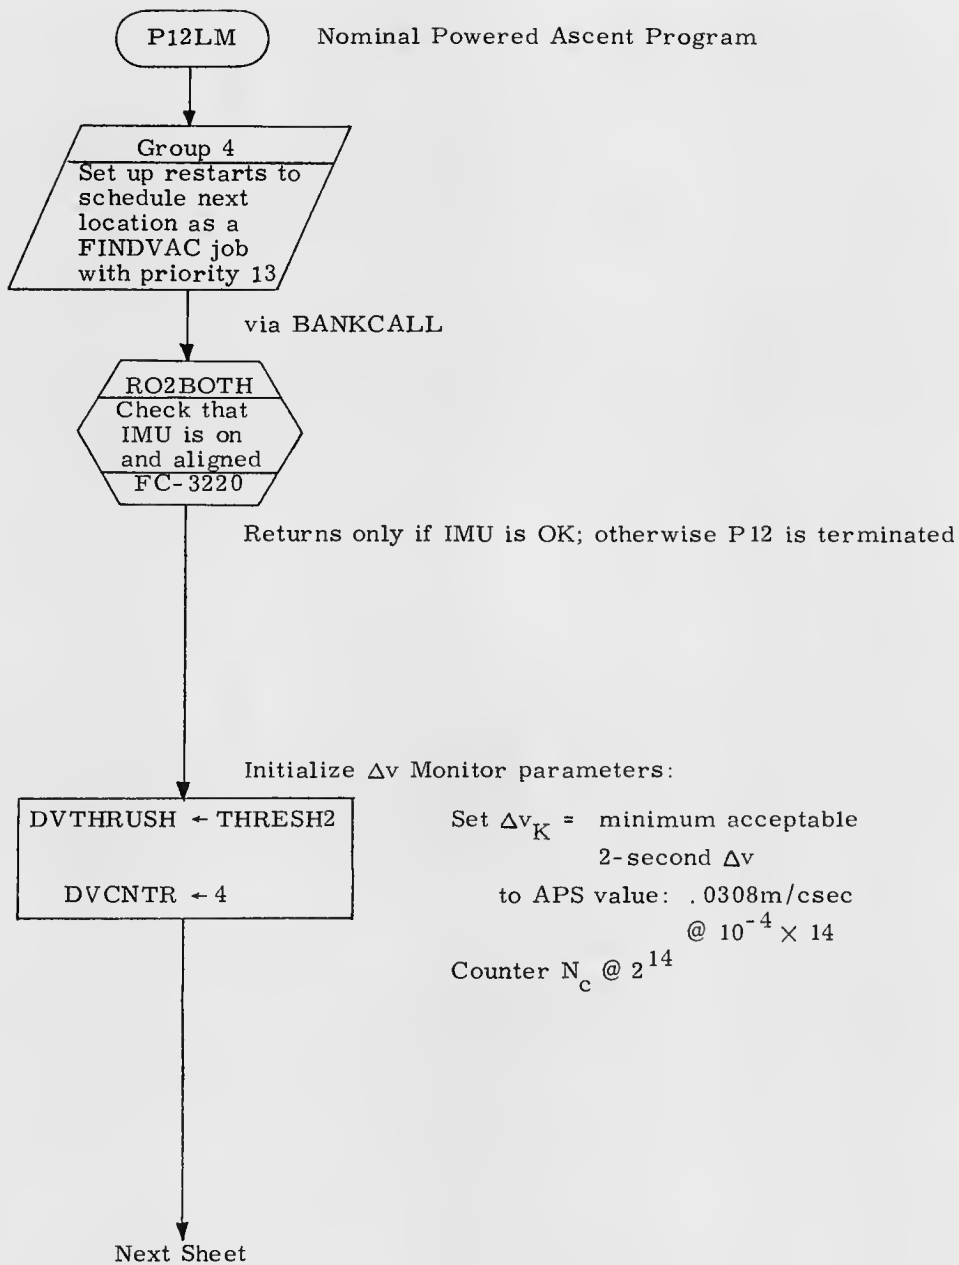 P12LM
Nominal Powered Ascent Program
Group 4
Set up restarts to
schedule next
location as a
FINDVAC job
with priority 13
via BANKCALL
RO2BOTH
Check that
IMU is on
and aligned
FC-3220
Returns only if IMU is OK; otherwise P12 is terminated
Initialize Δv Monitor parameters:
DVTHRUSH ← THRESH2
Set Δv_K = minimum acceptable
2-second Δv
DVCNTR ← 4
to APS value: .0308m/csec
@ 10^-4 × 14
Counter N_c @ 2^14
Next Sheet